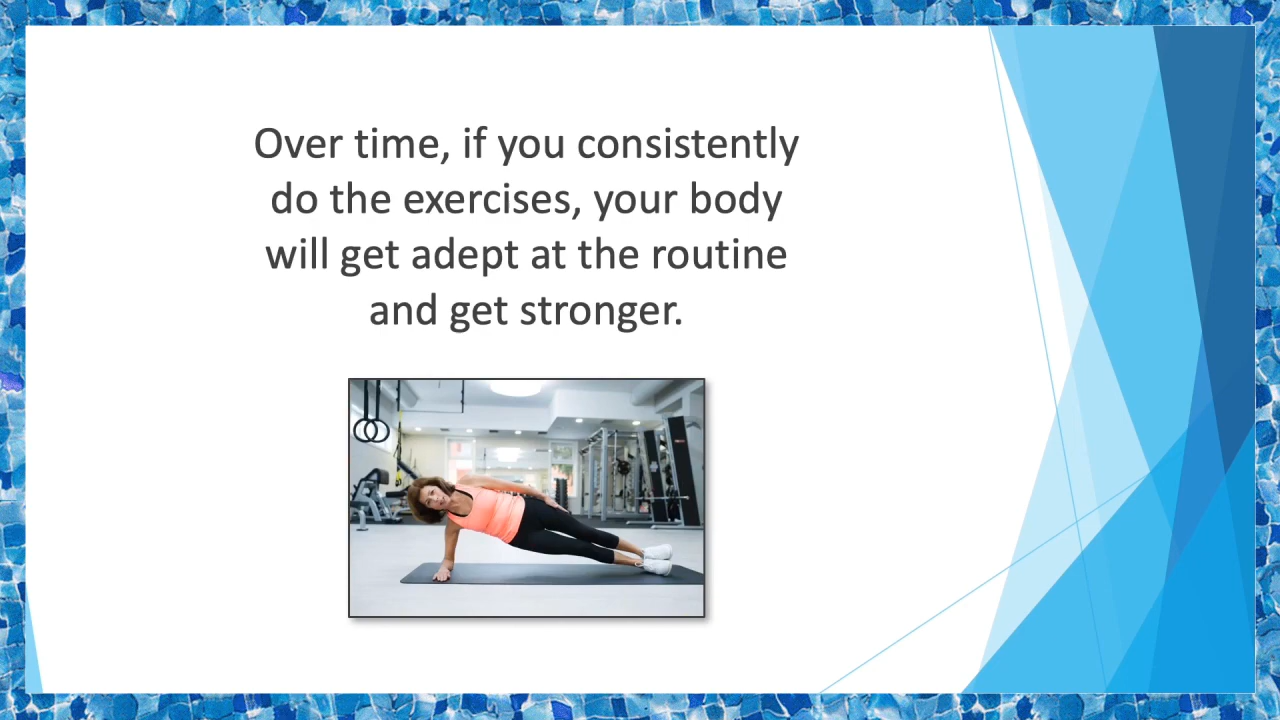 Over time, if you consistently
do the exercises, your body
will get adept at the routine
and get stronger.